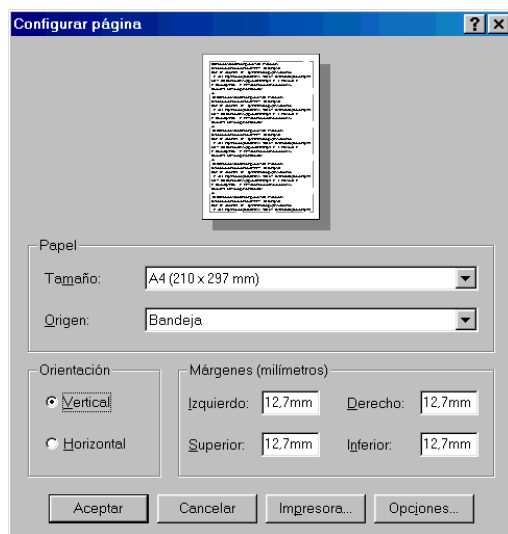 Configurar página
Papel
Tamaño: A4 (210 x 297 mm)
Origen: Bandeja
Orientación
Vertical
Horizontal
Márgenes (milímetros)
Izquierdo: 12,7mm Derecho: 12,7mm
Superior: 12,7mm Inferior: 12,7mm
Aceptar Cancelar Impresora... Opciones...